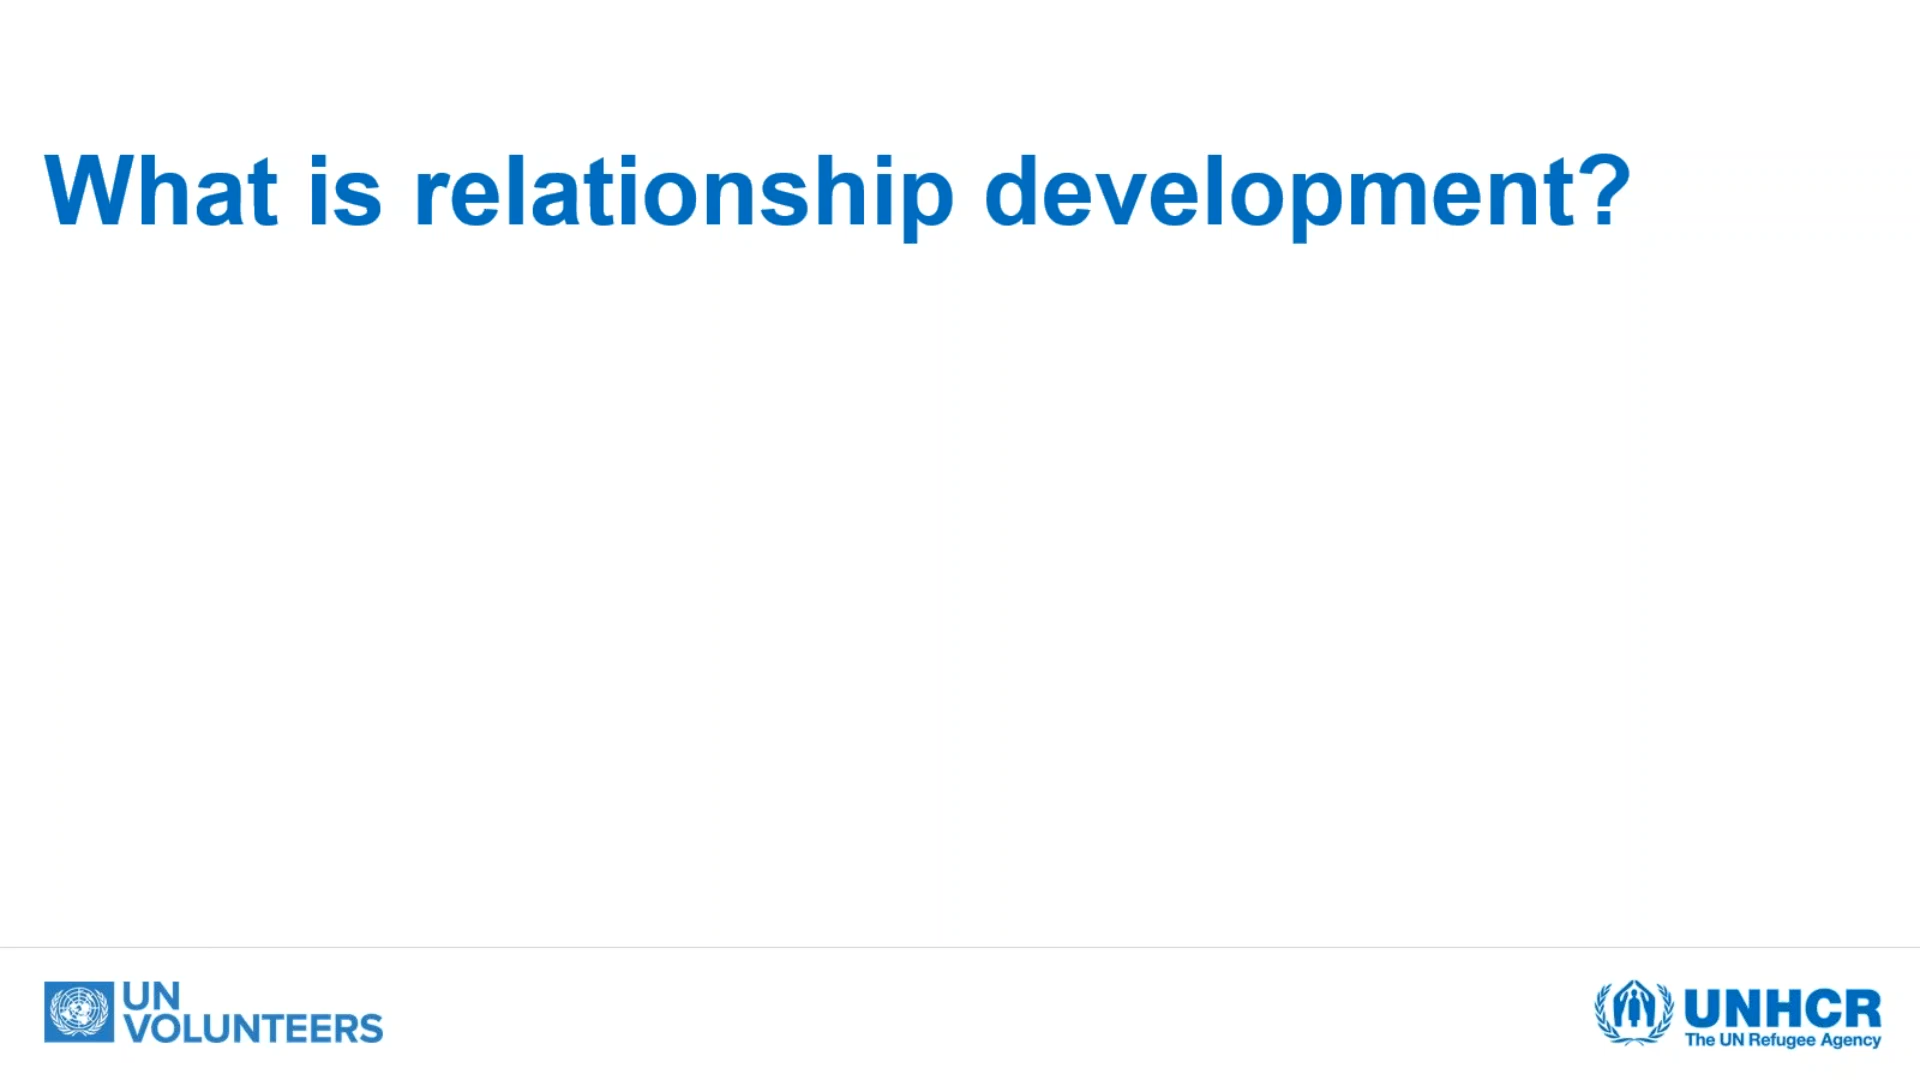 What is relationship development?
UN
VOLUNTEERS
UNHCR
The UN Refugee Agency